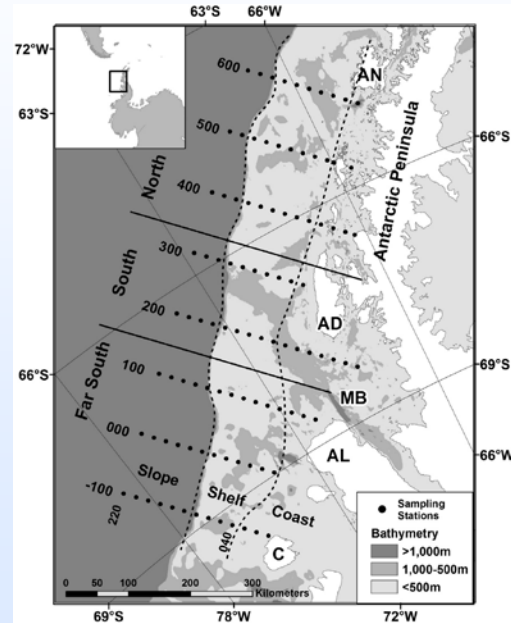 63°S 66°W
72°W
63°S
600
AN
500
66°S
400
North
Antarctic Peninsula
300
South
200
AD
69°S
66°S
100
MB
Far South
000
AL
66°W
Slope
-100
Shelf
Coast
220
040
C
Sampling
Stations
Bathymetry
>1,000m
1,000-500m
<500m
0 50 100 200 300
Kilometers
69°S 78°W 72°W